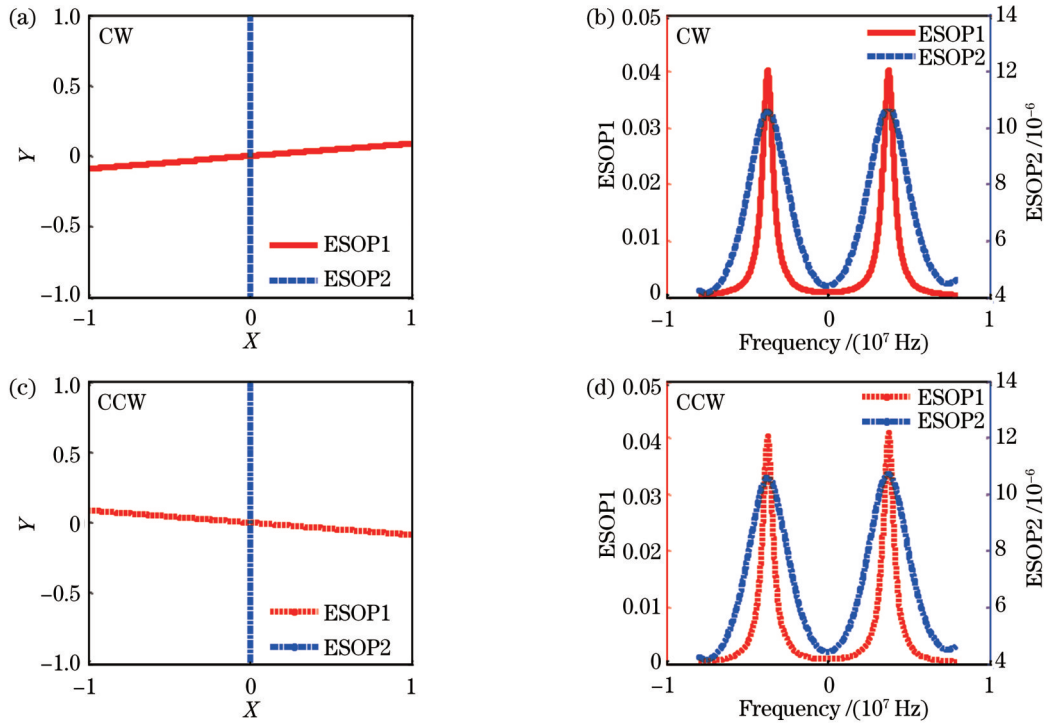 (a)
1.0
CW
0.5
0
−0.5
−1.0
Y
ESOP1
ESOP2
−1
0
1
X
(b)
0.05
CW
0.04
0.03
0.02
0.01
0
ESOP1
ESOP1
ESOP2
14
12
10
8
6
4
ESOP2 /10⁻⁶
−1
0
1
Frequency /(10⁷ Hz)
(c)
1.0
CCW
0.5
0
−0.5
−1.0
Y
ESOP1
ESOP2
−1
0
1
X
(d)
0.05
CCW
0.04
0.03
0.02
0.01
0
ESOP1
ESOP1
ESOP2
14
12
10
8
6
4
ESOP2 /10⁻⁶
−1
0
1
Frequency /(10⁷ Hz)